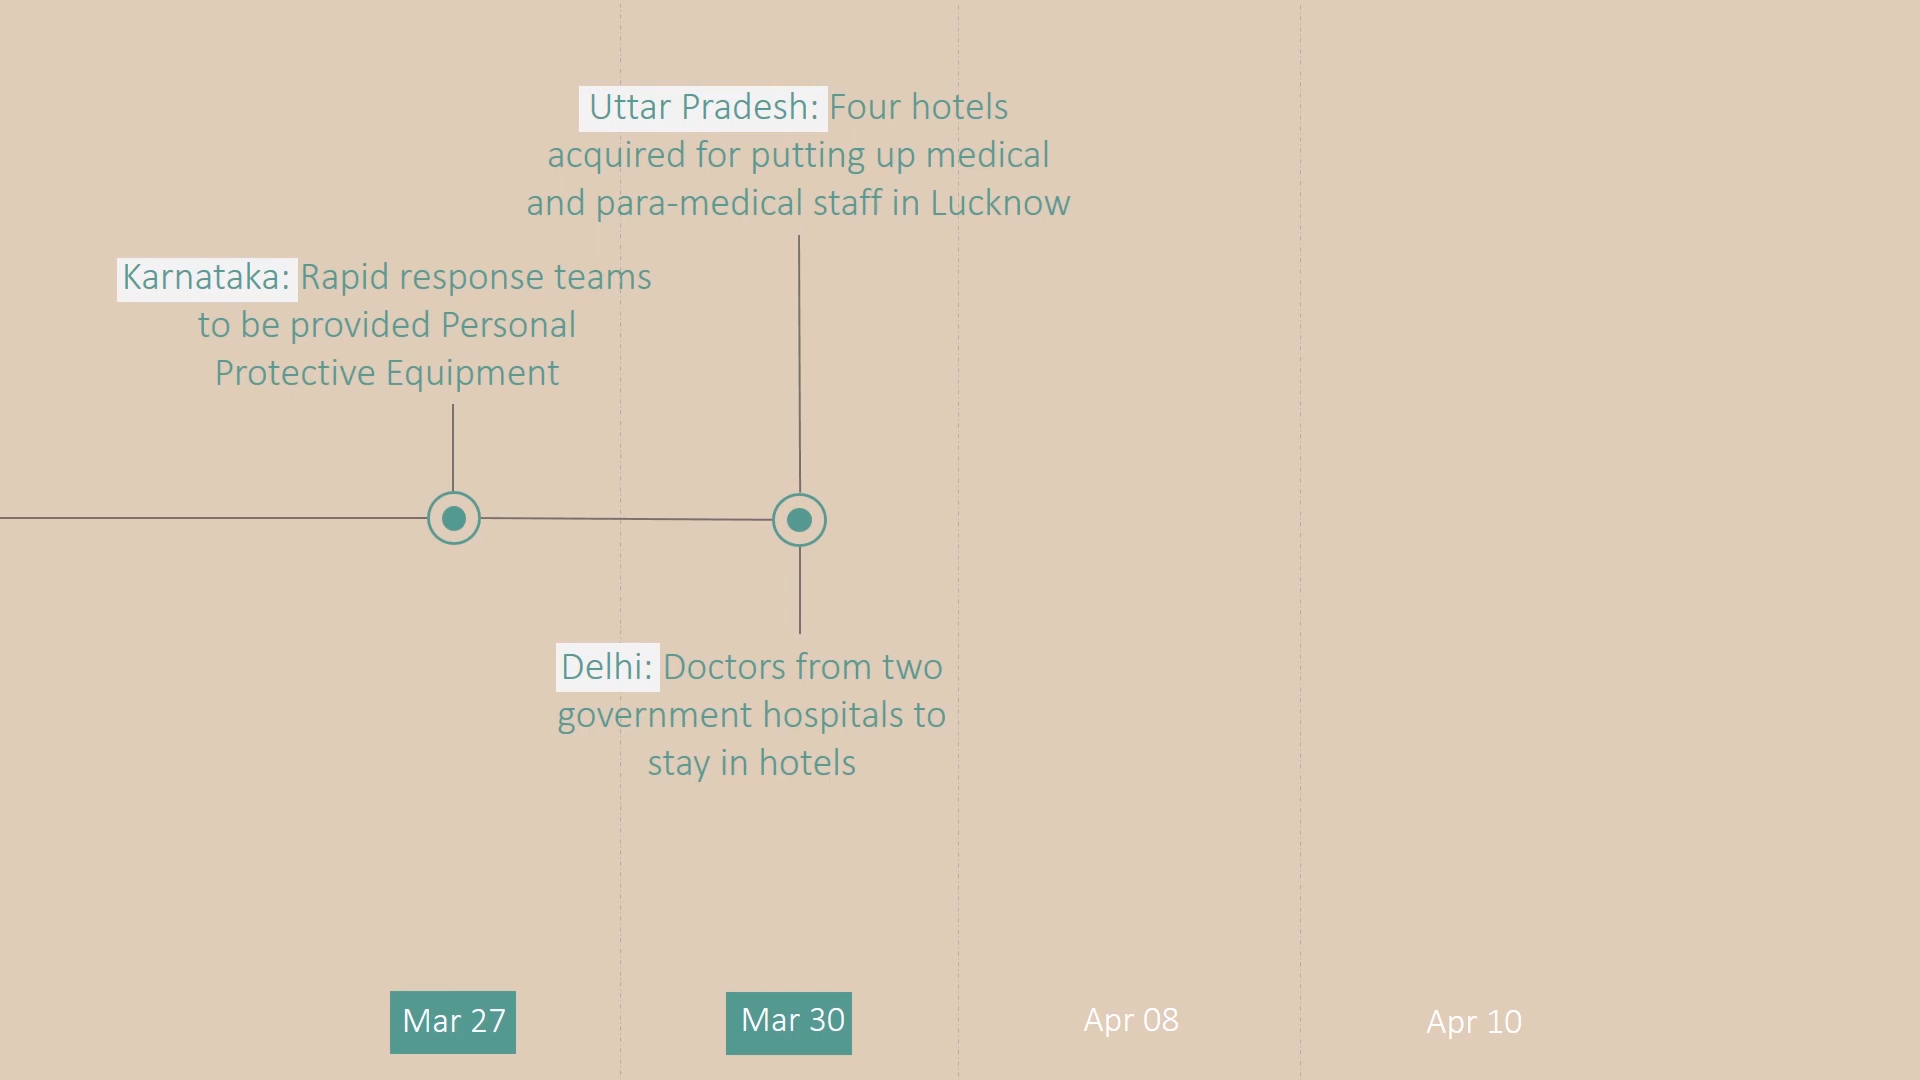 Uttar Pradesh: Four hotels
acquired for putting up medical
and para-medical staff in Lucknow
Karnataka: Rapid response teams
to be provided Personal
Protective Equipment
Delhi: Doctors from two
government hospitals to
stay in hotels
Mar 27
Mar 30
Apr 08
Apr 10